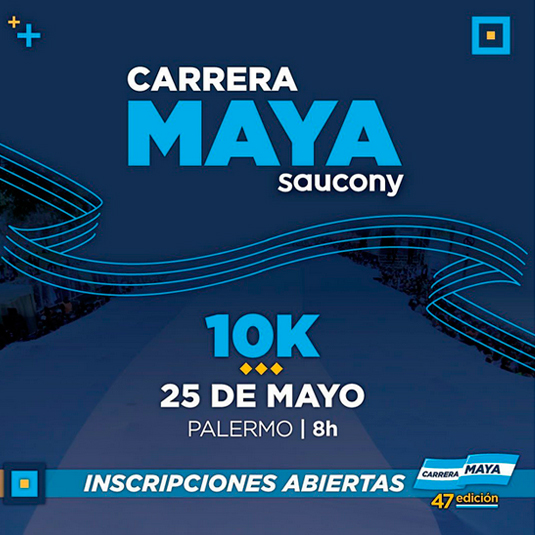 CARRERA
MAYA
saucony
10K
25 DE MAYO
PALERMO | 8h
INSCRIPCIONES ABIERTAS
CARRERA MAYA
47 edición